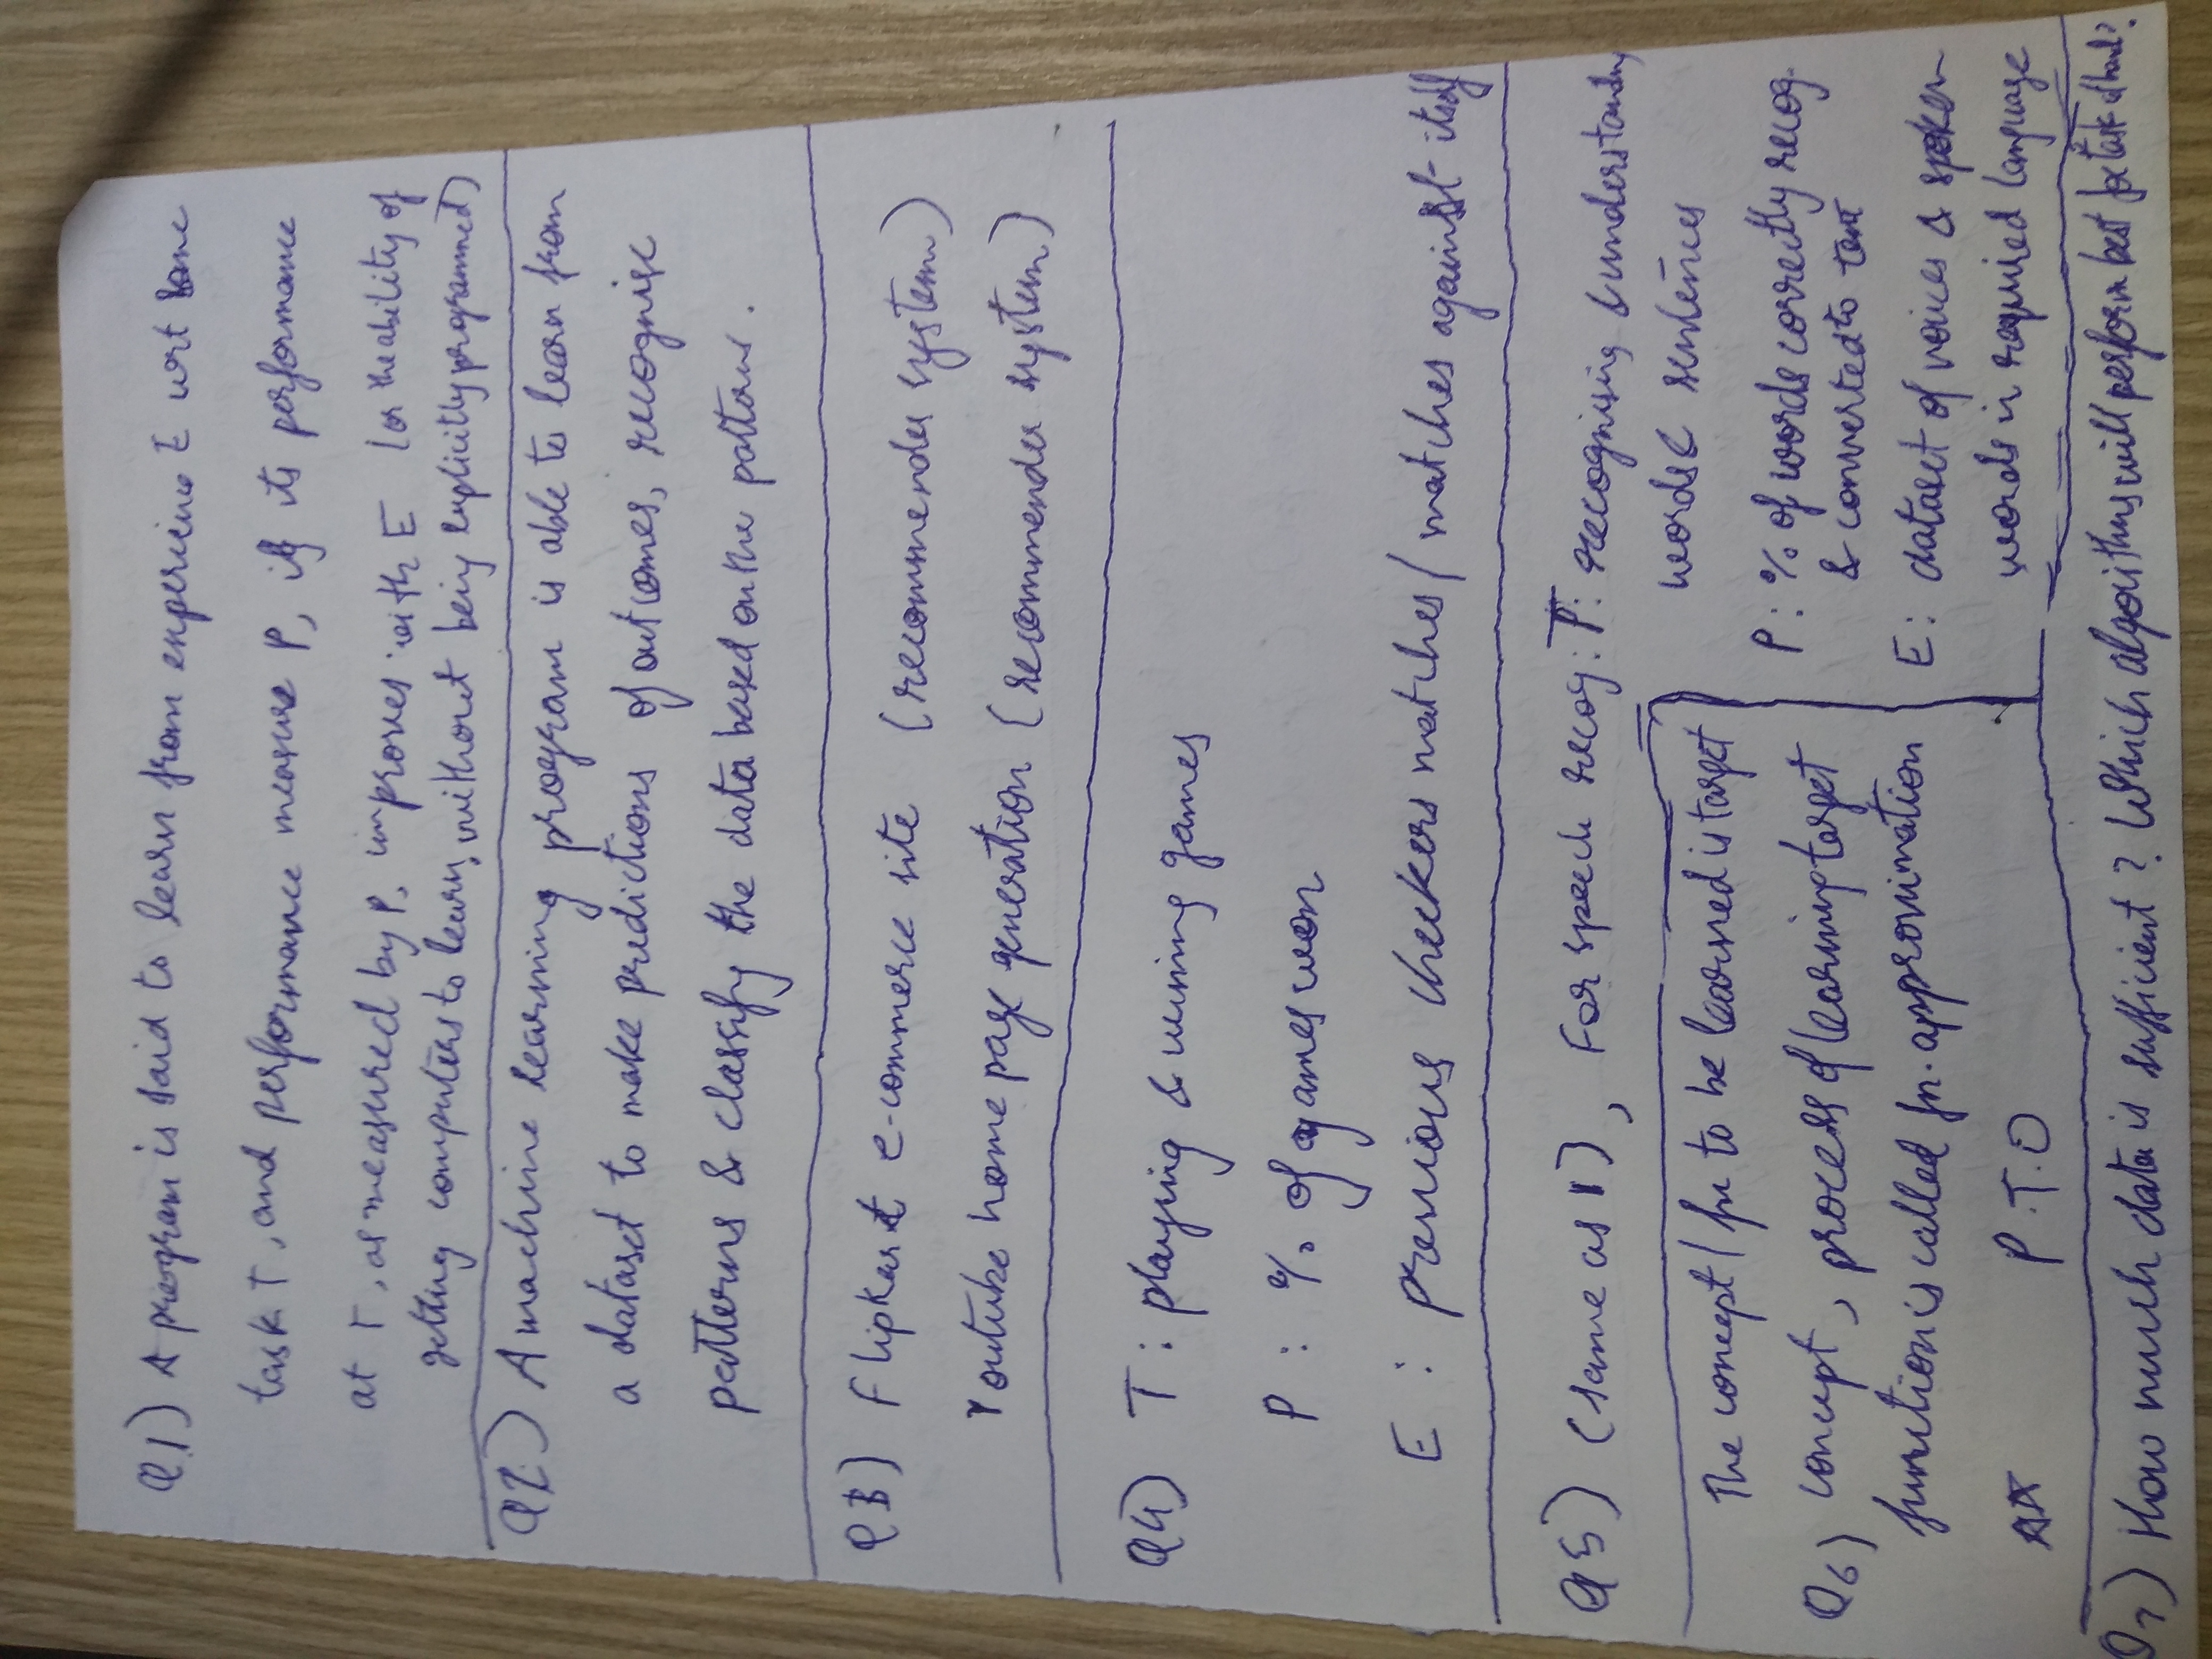 Q1) A program is said to learn from experience E wrt some
task T, and performance measure P, if its performance
at T, as measured by P, improves with E (or the ability of
getting computers to learn, without being explicitly programmed)
Q2) A machine learning program is able to learn from
a dataset to make predictions of outcomes, recognise
patterns & classify the data based on the pattern.
Q3) Flipkart e-commerce site (recommender system)
Youtube home page generation (recommender system)
Q4) T: playing & winning games
P: % of games won
E: previous checkers matches / matches against itself
Q5) (same as 1), For speech recog: T: recognising & understanding
words & sentences
P: % of words correctly recog.
& converted to text
E: dataset of voices & spoken
words in required language
The concept / fn to be learned is target
Q6) concept, process of learning target
function is called fn. approximation
P.T.O
Q7) How much data is sufficient? Which algorithms will perform best for task at hand?